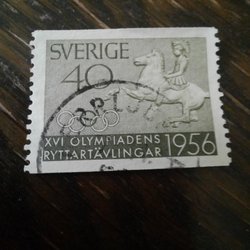 SVERIGE
40
XVI OLYMPIADENS
RYTTARTÄVLINGAR 1956